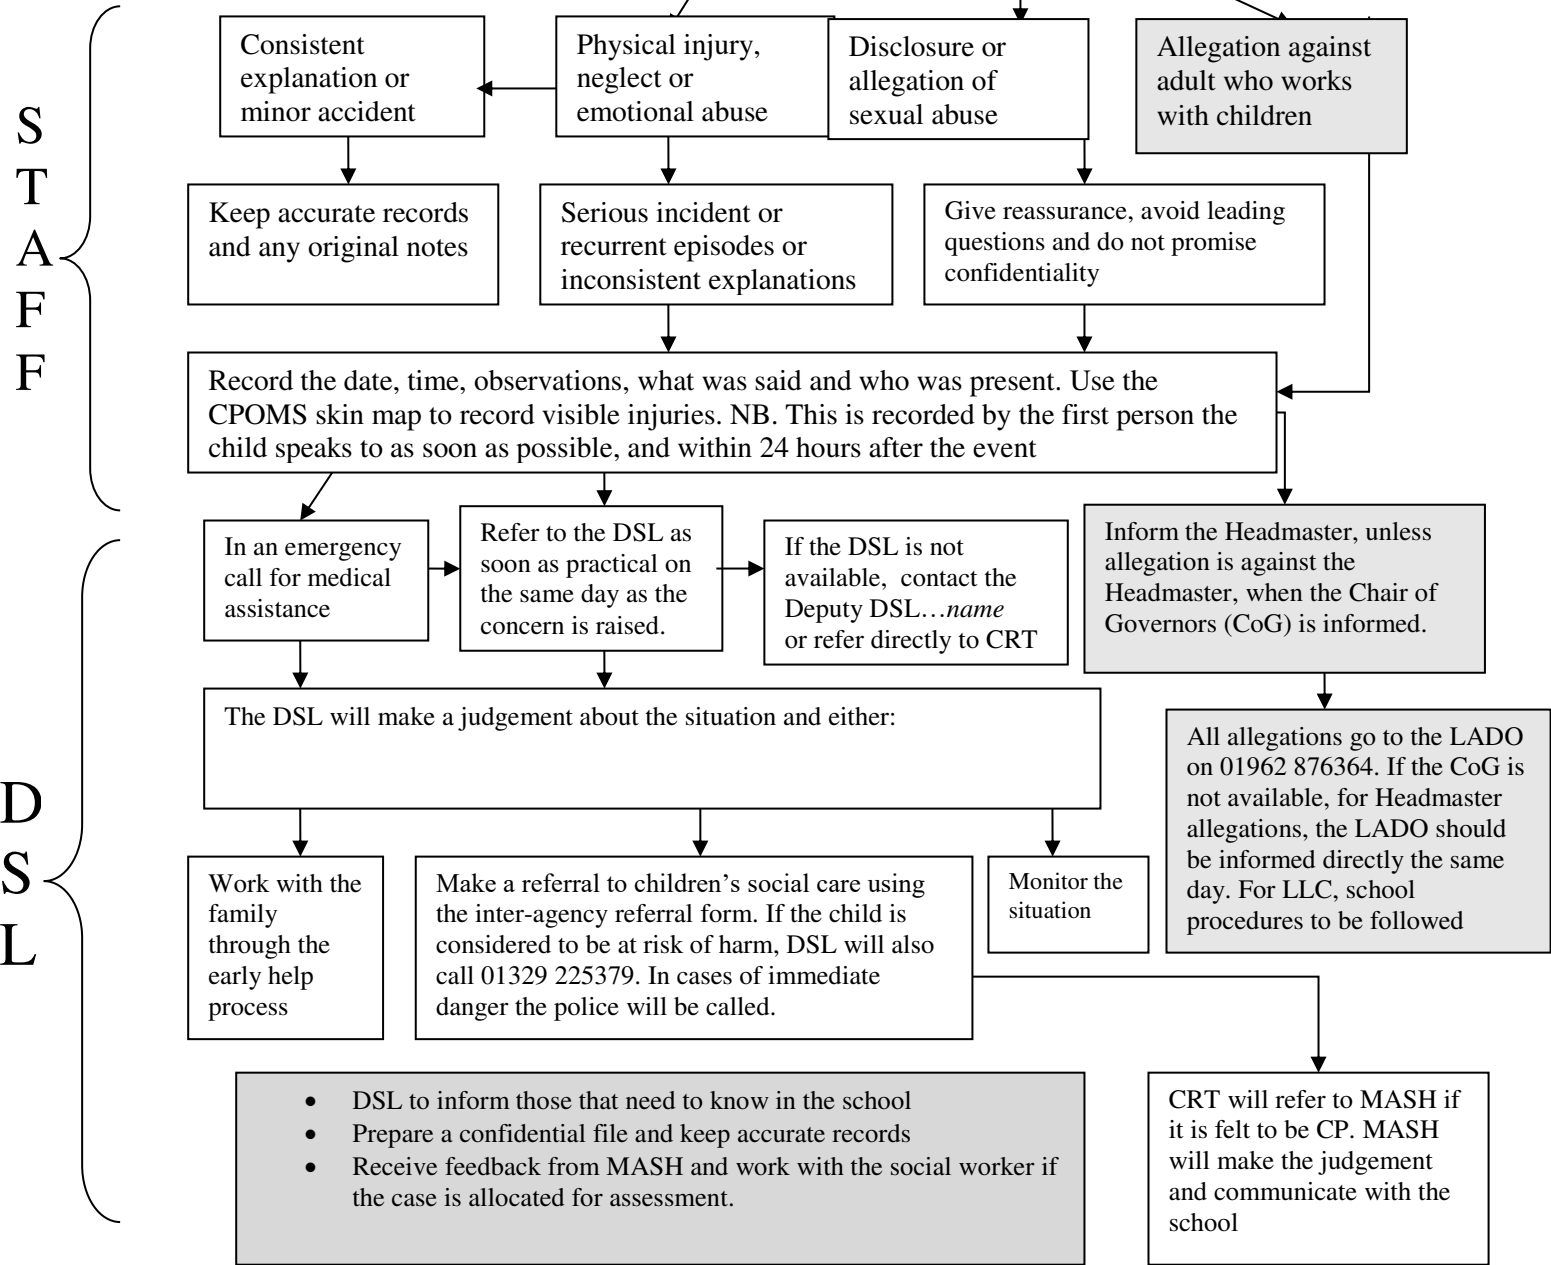 S
T
A
F
F
Consistent
explanation or
minor accident
Physical injury,
neglect or
emotional abuse
Disclosure or
allegation of
sexual abuse
Allegation against
adult who works
with children
Keep accurate records
and any original notes
Serious incident or
recurrent episodes or
inconsistent explanations
Give reassurance, avoid leading
questions and do not promise
confidentiality
Record the date, time, observations, what was said and who was present. Use the
CPOMS skin map to record visible injuries. NB. This is recorded by the first person the
child speaks to as soon as possible, and within 24 hours after the event
D
S
L
In an emergency
call for medical
assistance
Refer to the DSL as
soon as practical on
the same day as the
concern is raised.
If the DSL is not
available,  contact the
Deputy DSL…name
or refer directly to CRT
Inform the Headmaster, unless
allegation is against the
Headmaster, when the Chair of
Governors (CoG) is informed.
The DSL will make a judgement about the situation and either:
All allegations go to the LADO
on 01962 876364. If the CoG is
not available, for Headmaster
allegations, the LADO should
be informed directly the same
day. For LLC, school
procedures to be followed
Work with the
family
through the
early help
process
Make a referral to children’s social care using
the inter-agency referral form. If the child is
considered to be at risk of harm, DSL will also
call 01329 225379. In cases of immediate
danger the police will be called.
Monitor the
situation
• DSL to inform those that need to know in the school
• Prepare a confidential file and keep accurate records
• Receive feedback from MASH and work with the social worker if
the case is allocated for assessment.
CRT will refer to MASH if
it is felt to be CP. MASH
will make the judgement
and communicate with the
school